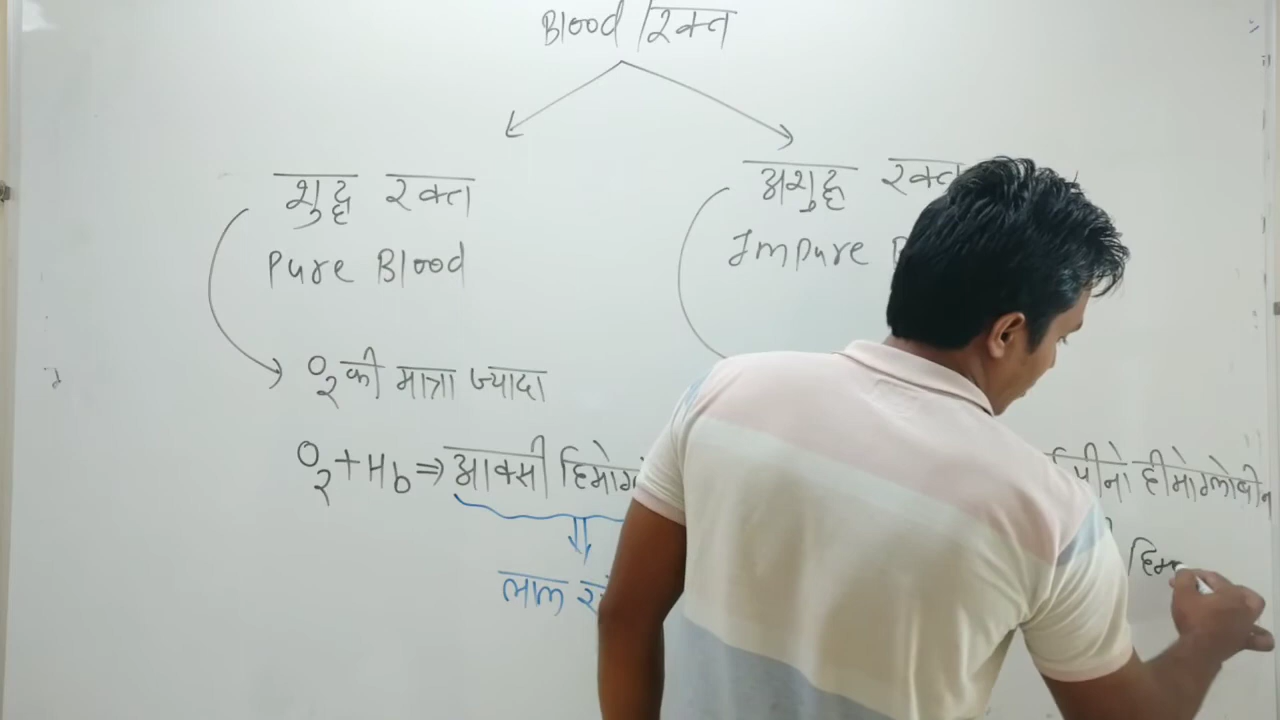 Blood / रक्त
शुद्ध रक्त
Pure Blood
O2 की मात्रा ज्यादा
O2 + Hb ⇒ आक्सी
लाल
अशुद्ध रक्त
Impure
हीमोग्लोबीन